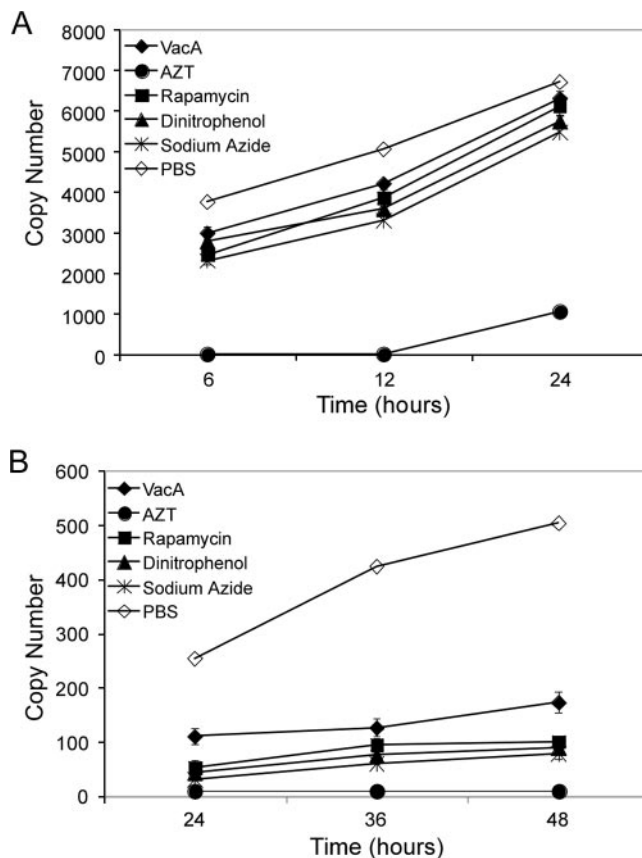 A
8000
7000
6000
5000
4000
3000
2000
1000
0
Copy Number
VacA
AZT
Rapamycin
Dinitrophenol
Sodium Azide
PBS
6 12 24
Time (hours)
B
600
500
400
300
200
100
0
Copy Number
VacA
AZT
Rapamycin
Dinitrophenol
Sodium Azide
PBS
24 36 48
Time (hours)